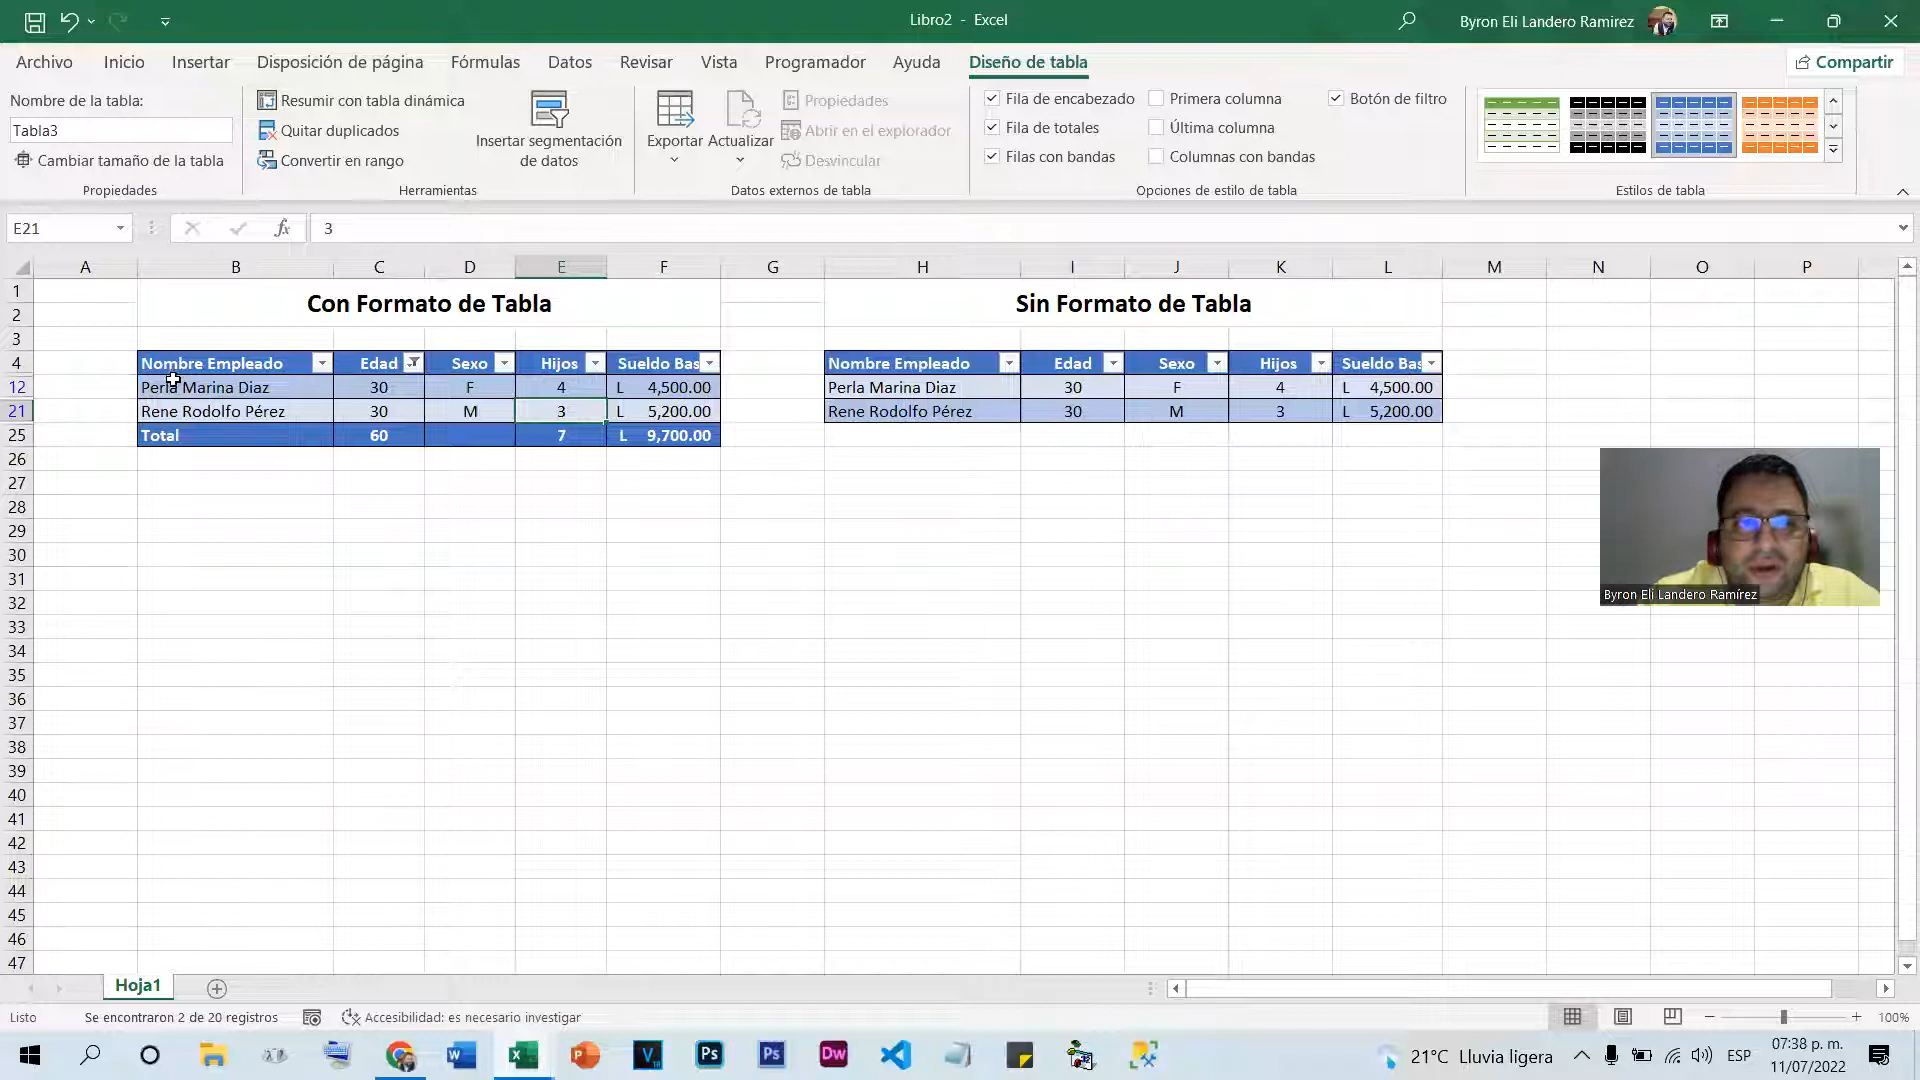 Libro2 - Excel
Byron Eli Landero Ramirez
Archivo Inicio Insertar Disposición de página Fórmulas Datos Revisar Vista Programador Ayuda Diseño de tabla Compartir
Nombre de la tabla:
Tabla3
Cambiar tamaño de la tabla
Propiedades
Resumir con tabla dinámica
Quitar duplicados
Convertir en rango
Insertar segmentación
de datos
Herramientas
Exportar Actualizar
Propiedades
Abrir en el explorador
Desvincular
Datos externos de tabla
Fila de encabezado Primera columna Botón de filtro
Fila de totales Última columna
Filas con bandas Columnas con bandas
Opciones de estilo de tabla
Estilos de tabla
E21 fx 3
A B C D E F G H I J K L M N O P
1
2
Con Formato de Tabla Sin Formato de Tabla
3
4 Nombre Empleado Edad Sexo Hijos Sueldo Bas Nombre Empleado Edad Sexo Hijos Sueldo Bas
12 Perla Marina Diaz 30 F 4 L 4,500.00 Perla Marina Diaz 30 F 4 L 4,500.00
21 Rene Rodolfo Pérez 30 M 3 L 5,200.00 Rene Rodolfo Pérez 30 M 3 L 5,200.00
25 Total 60 7 L 9,700.00
26
27
28
29
30
31
32
33
34
35
36
37
38
39
40
41
42
43
44
45
46
47
Byron Eli Landero Ramírez
Hoja1
Listo Se encontraron 2 de 20 registros Accesibilidad: es necesario investigar 100%
21°C Lluvia ligera ESP
07:38 p. m.
11/07/2022